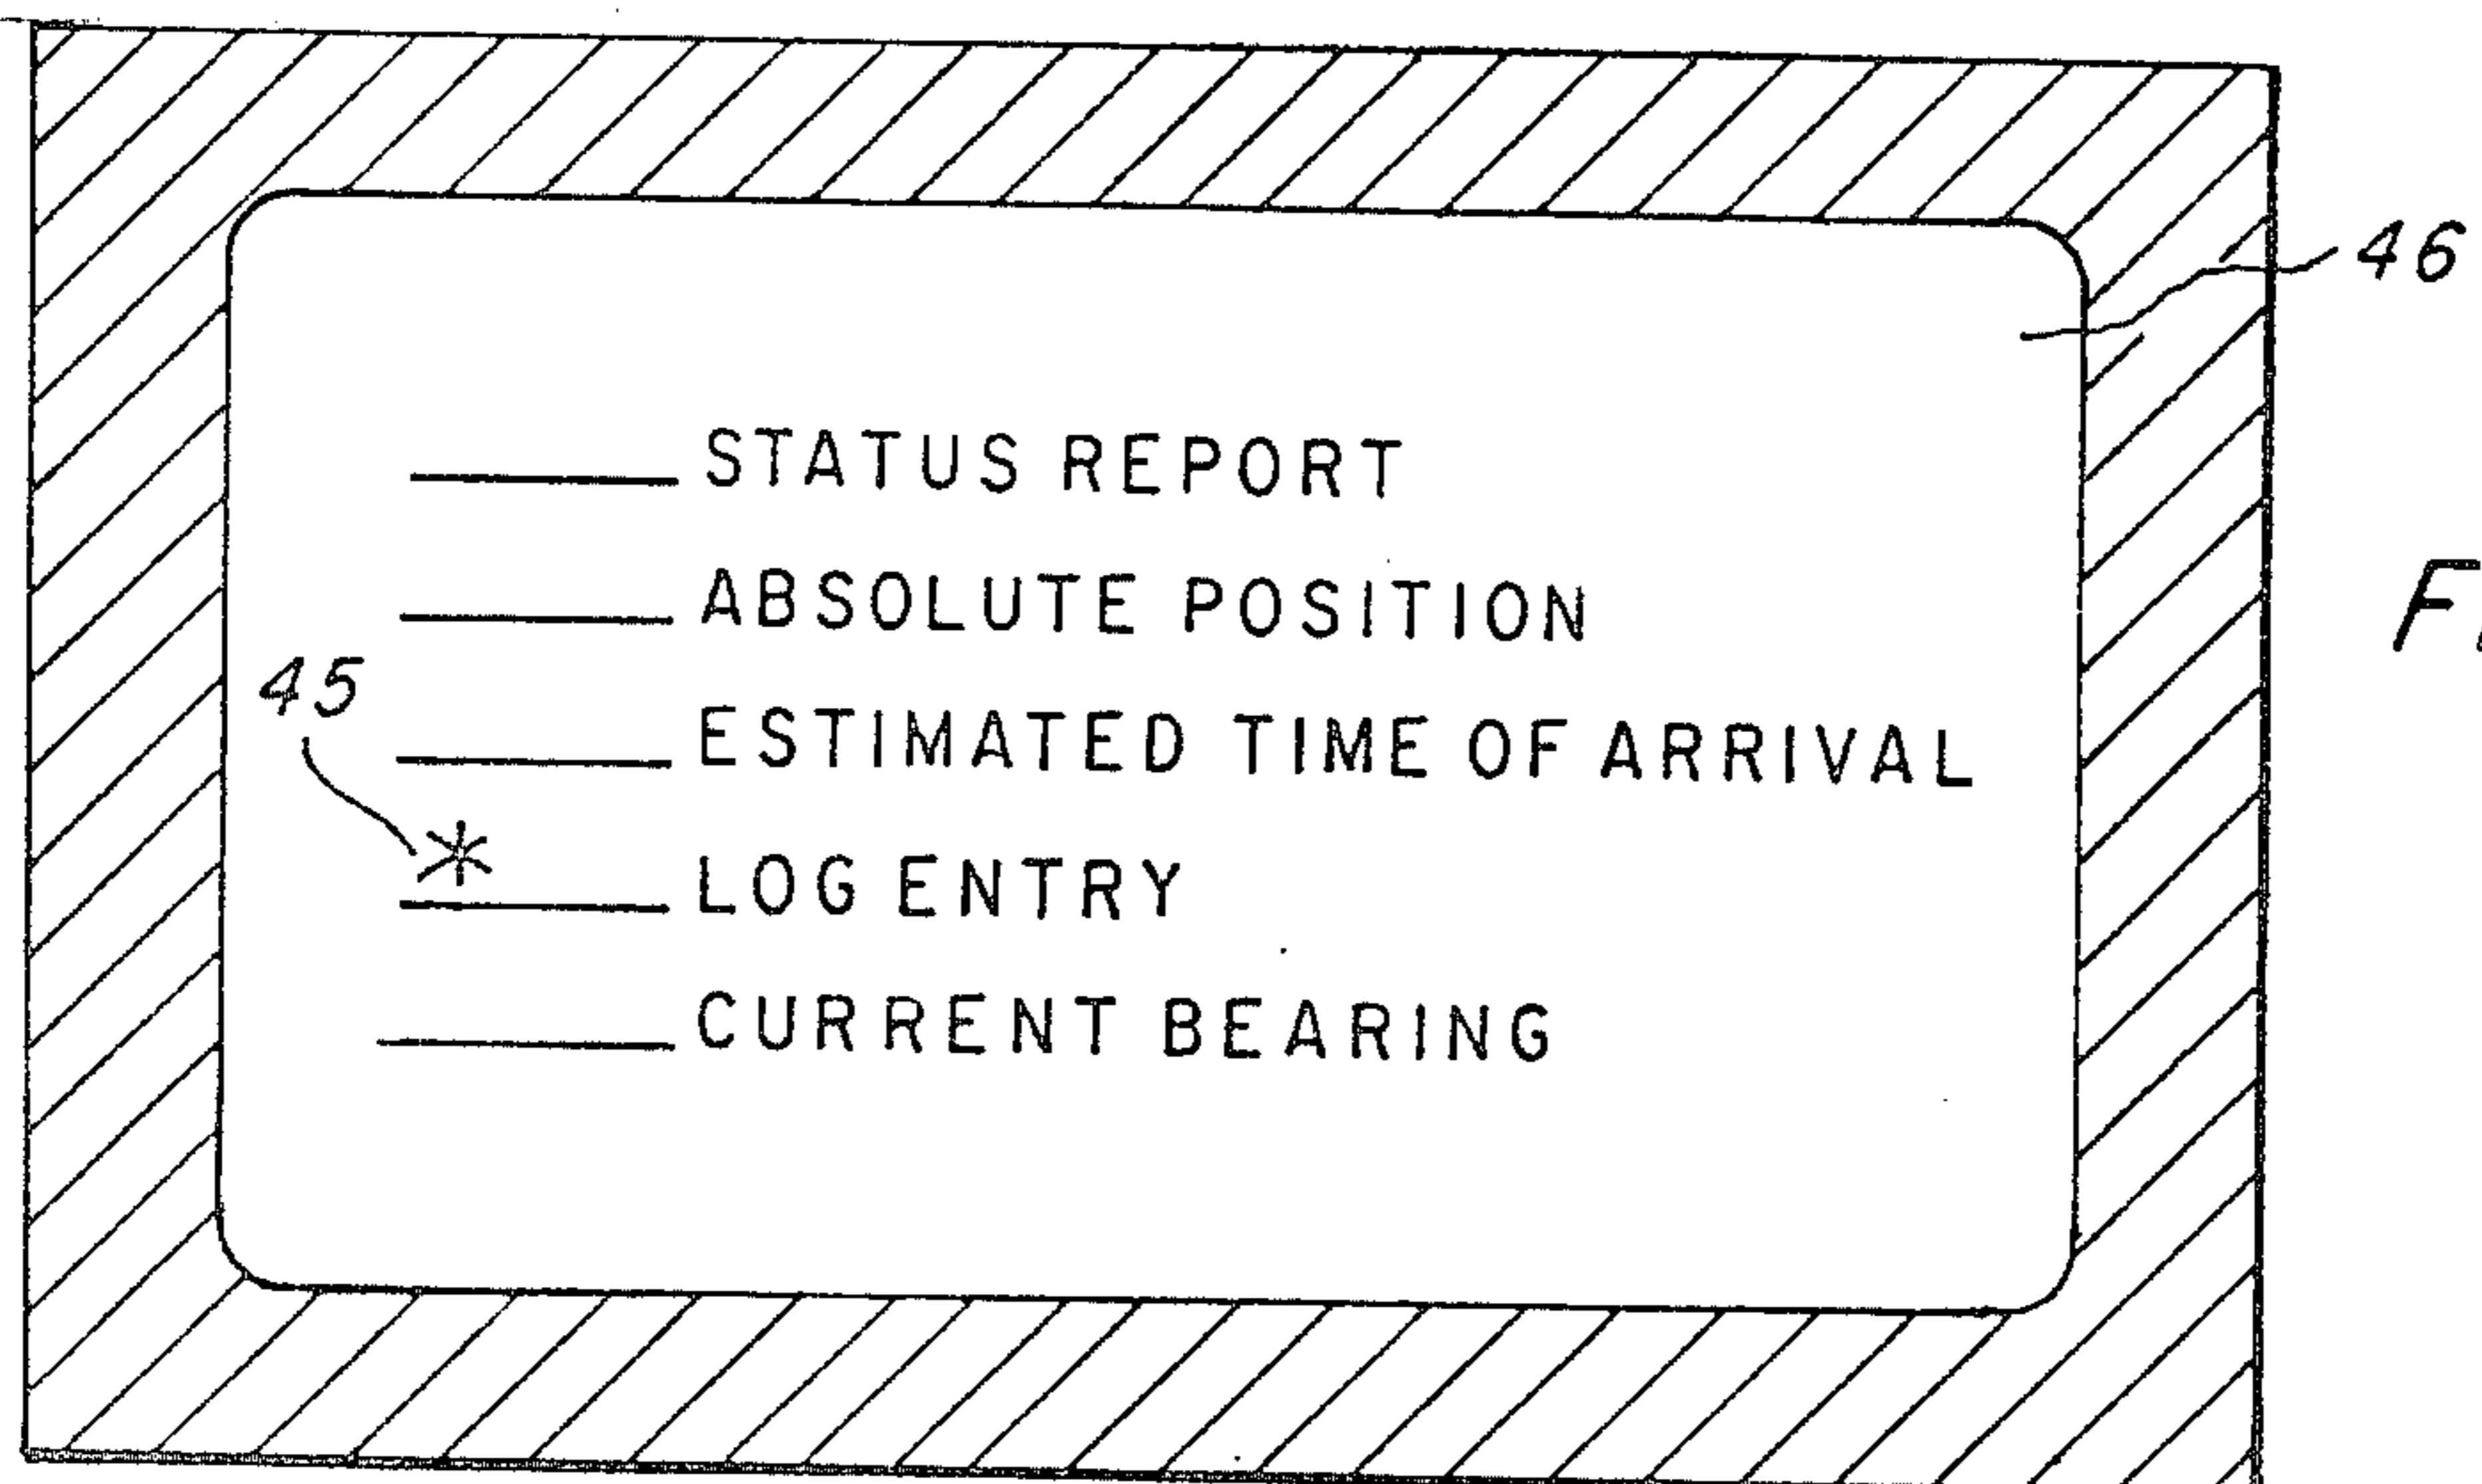 46
STATUS REPORT
ABSOLUTE POSITION
45
ESTIMATED TIME OF ARRIVAL
* LOG ENTRY
CURRENT BEARING